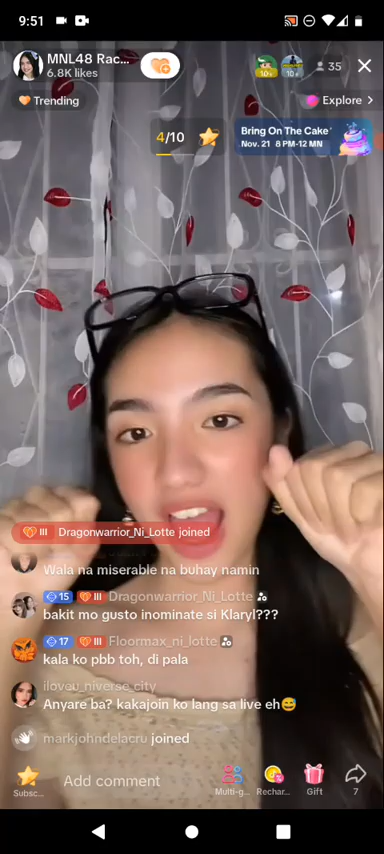 9:51
MNL48 Rac...
6.8K likes
10+
10+
35
Trending
Explore >
4/10
Bring On The Cake
Nov. 21 8 PM-12 MN
III Dragonwarrior_Ni_Lotte joined
Wala na miserable na buhay namin
15 III Dragonwarrior_Ni_Lotte
bakit mo gusto inominate si Klaryl???
17 III Floormax_ni_lotte
kala ko pbb toh, di pala
iloveu_niverse_city
Anyare ba? kakajoin ko lang sa live eh😅
markjohndelacru joined
Add comment
Subsc...
Multi-g...
Rechar...
Gift
7